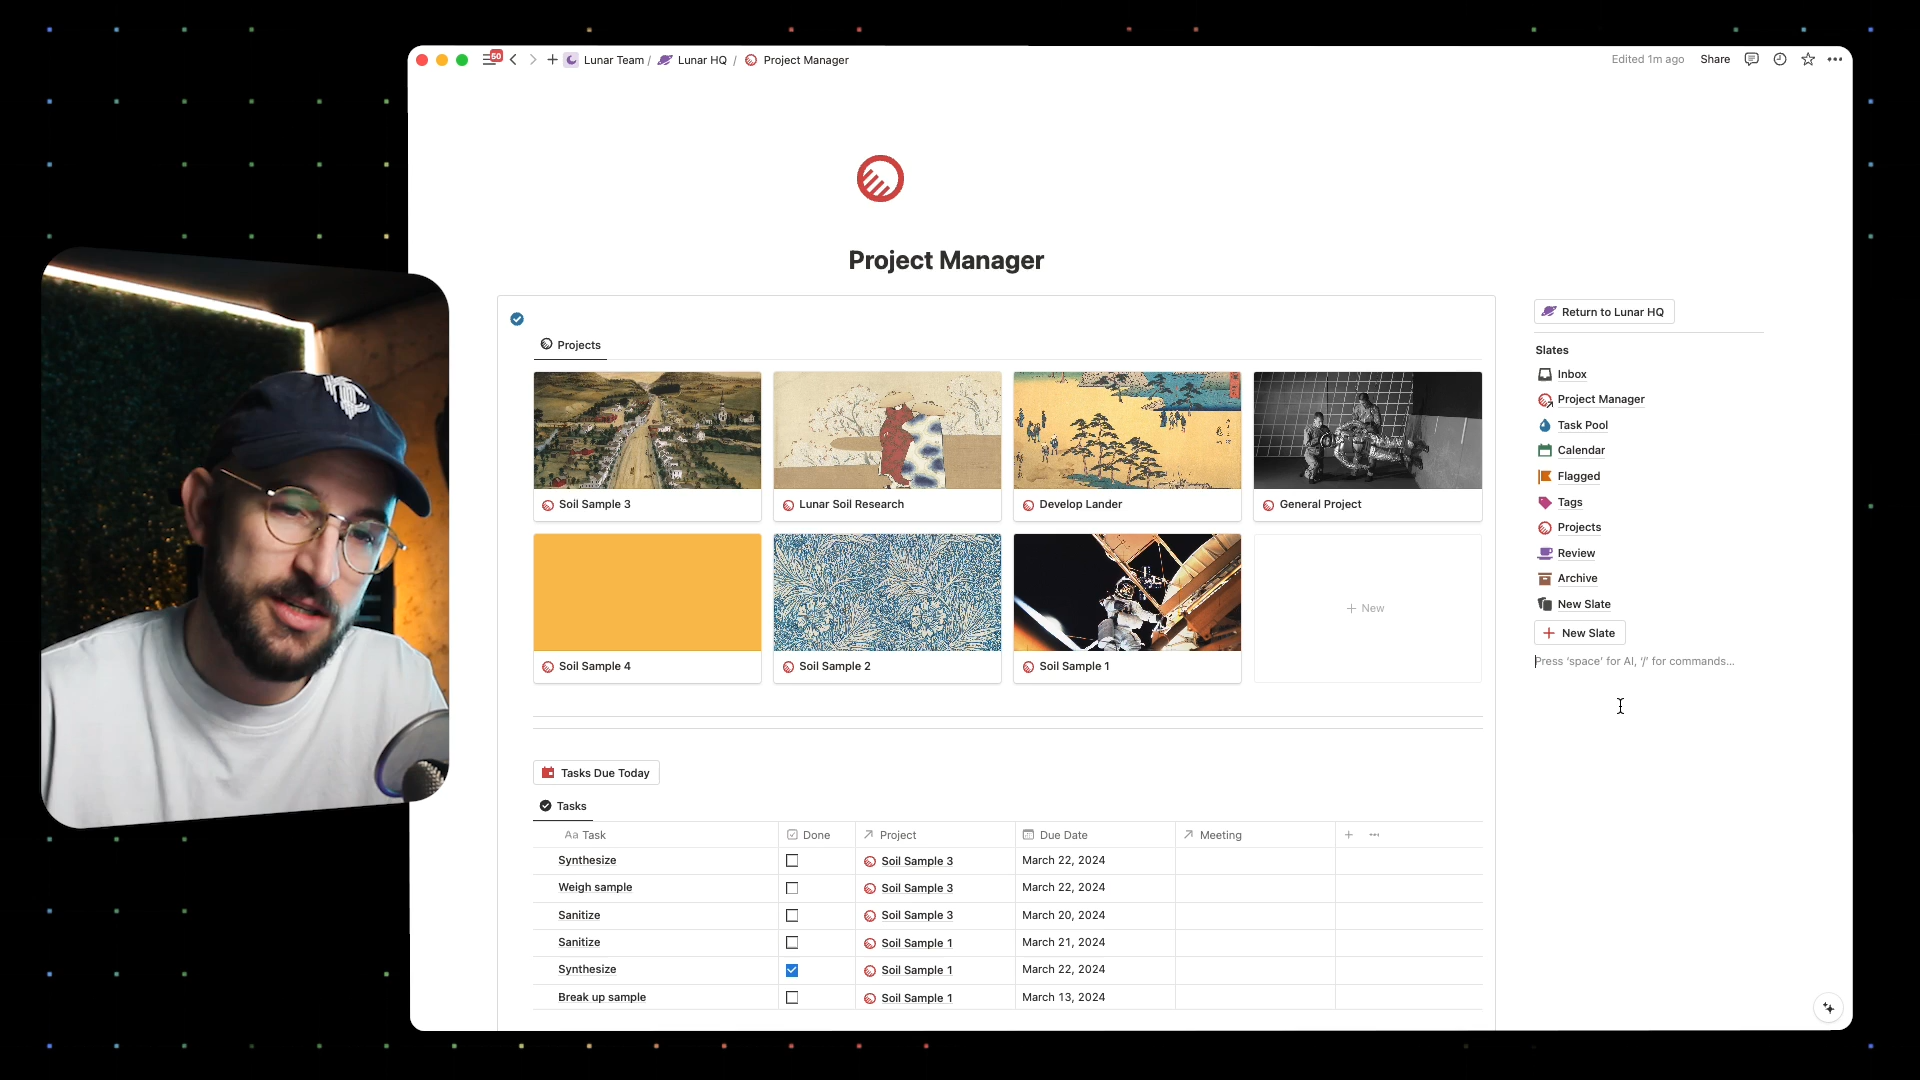 50
Lunar Team / Lunar HQ / Project Manager
Edited 1m ago Share
Project Manager
Projects
Soil Sample 3
Lunar Soil Research
Develop Lander
General Project
Soil Sample 4
Soil Sample 2
Soil Sample 1
+ New
Tasks Due Today
Tasks
Aa Task Done Project Due Date Meeting
Synthesize Soil Sample 3 March 22, 2024
Weigh sample Soil Sample 3 March 22, 2024
Sanitize Soil Sample 3 March 20, 2024
Sanitize Soil Sample 1 March 21, 2024
Synthesize Soil Sample 1 March 22, 2024
Break up sample Soil Sample 1 March 13, 2024
Return to Lunar HQ
Slates
Inbox
Project Manager
Task Pool
Calendar
Flagged
Tags
Projects
Review
Archive
New Slate
+ New Slate
Press ‘space’ for AI, ‘/’ for commands...